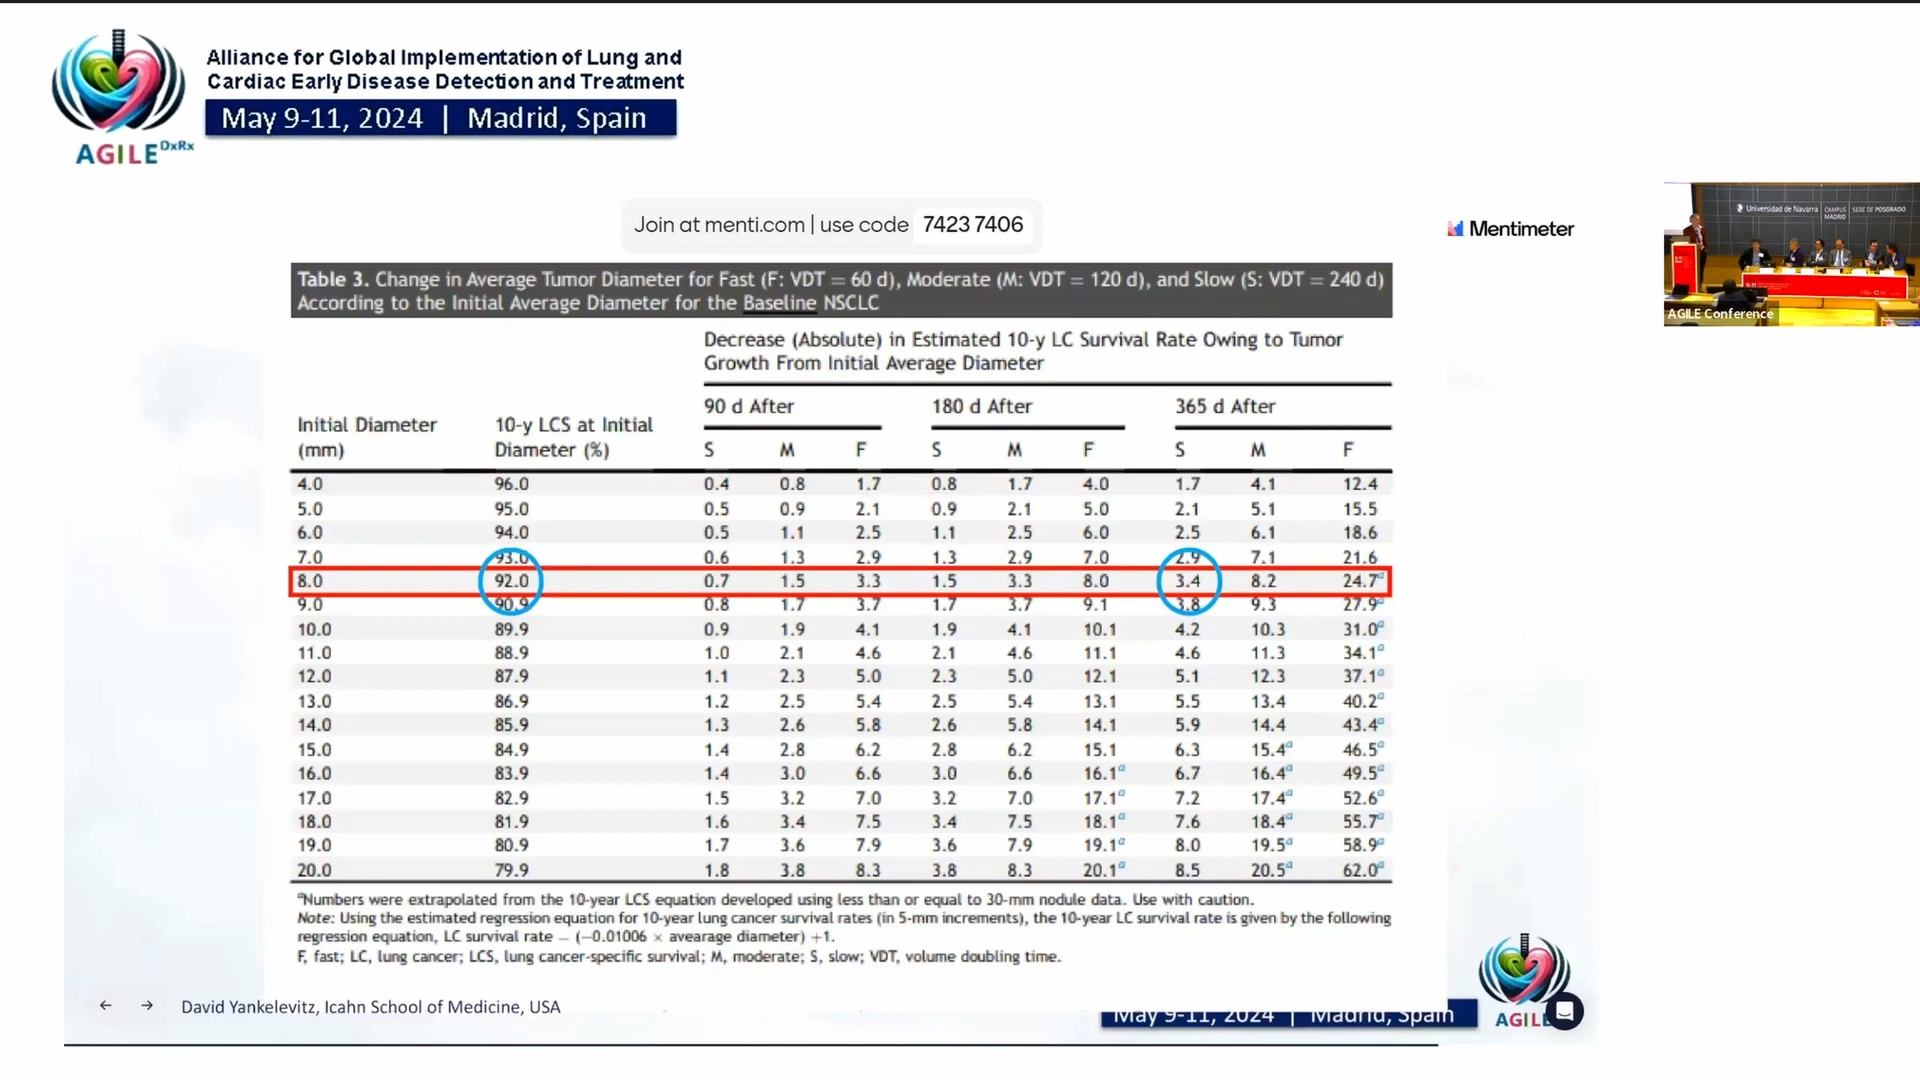 Alliance for Global Implementation of Lung and
Cardiac Early Disease Detection and Treatment
May 9-11, 2024 | Madrid, Spain
AGILE DxRx
Join at menti.com | use code 7423 7406
Mentimeter
Universidad de Navarra | CAMPUS MADRID | SEDE DE POSGRADO
AGILE Conference
Table 3. Change in Average Tumor Diameter for Fast (F: VDT = 60 d), Moderate (M: VDT = 120 d), and Slow (S: VDT = 240 d)
According to the Initial Average Diameter for the Baseline NSCLC
Decrease (Absolute) in Estimated 10-y LC Survival Rate Owing to Tumor
Growth From Initial Average Diameter
90 d After 180 d After 365 d After
Initial Diameter 10-y LCS at Initial
(mm) Diameter (%) S M F S M F S M F
4.0 96.0 0.4 0.8 1.7 0.8 1.7 4.0 1.7 4.1 12.4
5.0 95.0 0.5 0.9 2.1 0.9 2.1 5.0 2.1 5.1 15.5
6.0 94.0 0.5 1.1 2.5 1.1 2.5 6.0 2.5 6.1 18.6
7.0 93.0 0.6 1.3 2.9 1.3 2.9 7.0 2.9 7.1 21.6
8.0 92.0 0.7 1.5 3.3 1.5 3.3 8.0 3.4 8.2 24.7a
9.0 90.9 0.8 1.7 3.7 1.7 3.7 9.1 3.8 9.3 27.9a
10.0 89.9 0.9 1.9 4.1 1.9 4.1 10.1 4.2 10.3 31.0a
11.0 88.9 1.0 2.1 4.6 2.1 4.6 11.1 4.6 11.3 34.1a
12.0 87.9 1.1 2.3 5.0 2.3 5.0 12.1 5.1 12.3 37.1a
13.0 86.9 1.2 2.5 5.4 2.5 5.4 13.1 5.5 13.4 40.2a
14.0 85.9 1.3 2.6 5.8 2.6 5.8 14.1 5.9 14.4 43.4a
15.0 84.9 1.4 2.8 6.2 2.8 6.2 15.1 6.3 15.4a 46.5a
16.0 83.9 1.4 3.0 6.6 3.0 6.6 16.1a 6.7 16.4a 49.5a
17.0 82.9 1.5 3.2 7.0 3.2 7.0 17.1a 7.2 17.4a 52.6a
18.0 81.9 1.6 3.4 7.5 3.4 7.5 18.1a 7.6 18.4a 55.7a
19.0 80.9 1.7 3.6 7.9 3.6 7.9 19.1a 8.0 19.5a 58.9a
20.0 79.9 1.8 3.8 8.3 3.8 8.3 20.1a 8.5 20.5a 62.0a
aNumbers were extrapolated from the 10-year LCS equation developed using less than or equal to 30-mm nodule data. Use with caution.
Note: Using the estimated regression equation for 10-year lung cancer survival rates (in 5-mm increments), the 10-year LC survival rate is given by the following
regression equation, LC survival rate = (−0.01006 × avearage diameter) +1.
F, fast; LC, lung cancer; LCS, lung cancer-specific survival; M, moderate; S, slow; VDT, volume doubling time.
← → David Yankelevitz, Icahn School of Medicine, USA
May 9-11, 2024 | Madrid, Spain
AGIL